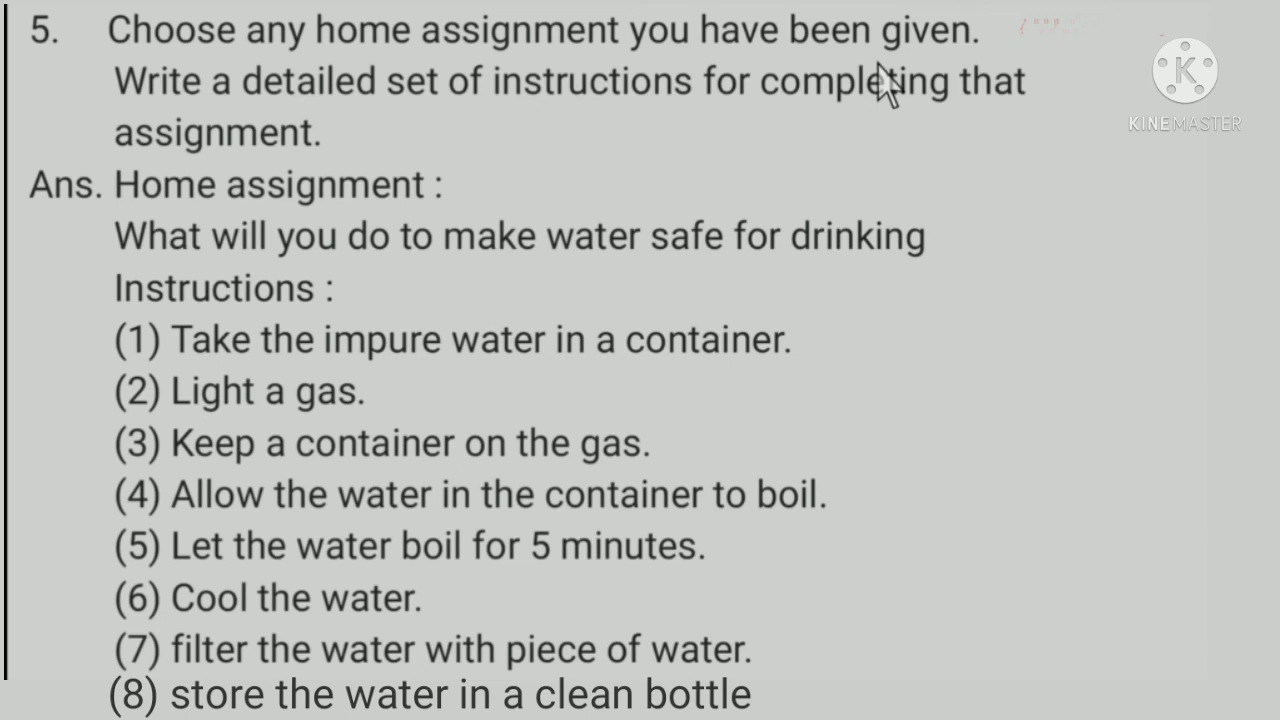 5. Choose any home assignment you have been given.
Write a detailed set of instructions for completing that
assignment.
Ans. Home assignment :
What will you do to make water safe for drinking
Instructions :
(1) Take the impure water in a container.
(2) Light a gas.
(3) Keep a container on the gas.
(4) Allow the water in the container to boil.
(5) Let the water boil for 5 minutes.
(6) Cool the water.
(7) filter the water with piece of water.
(8) store the water in a clean bottle
K
KINEMASTER